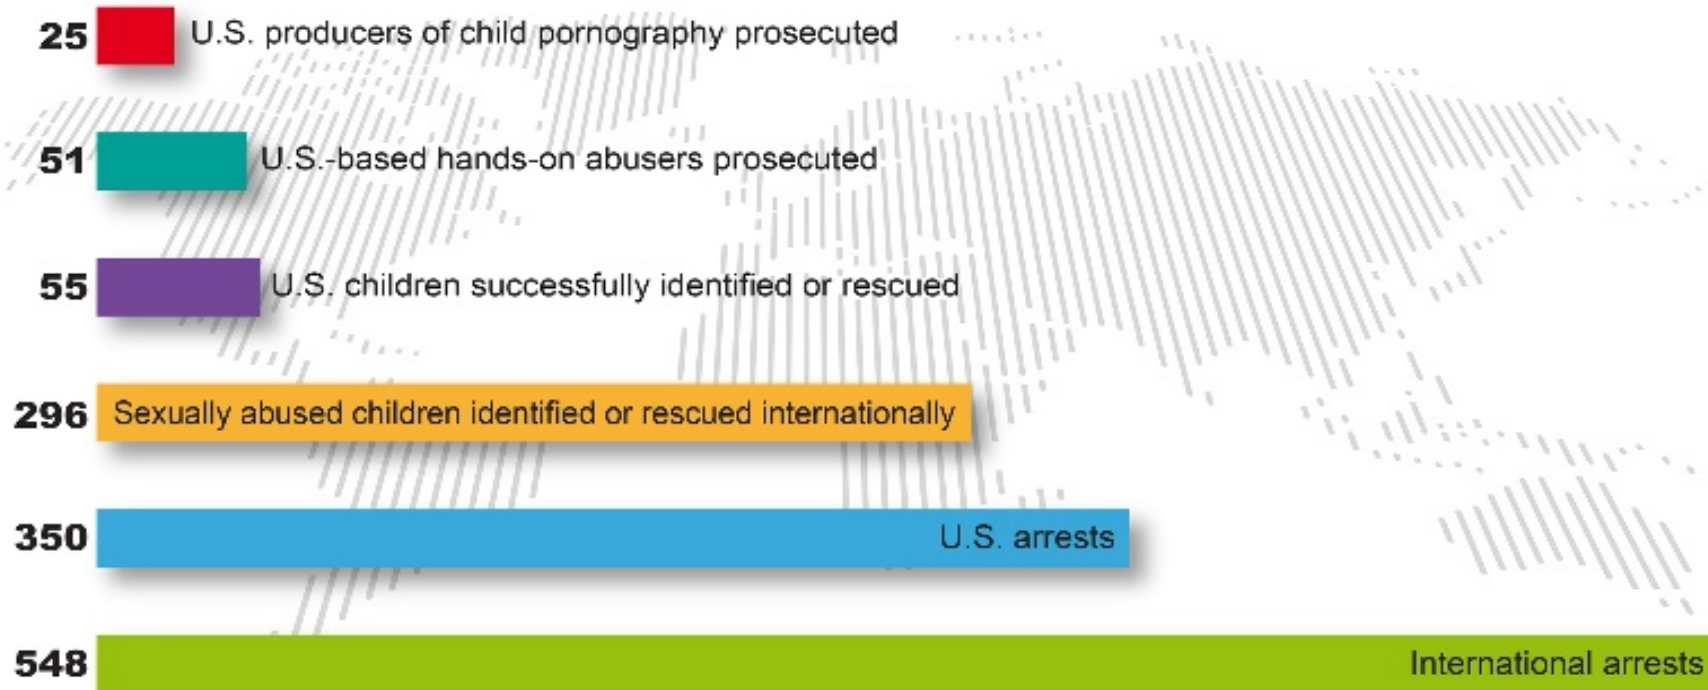 25 U.S. producers of child pornography prosecuted
51 U.S.-based hands-on abusers prosecuted
55 U.S. children successfully identified or rescued
296 Sexually abused children identified or rescued internationally
350 U.S. arrests
548 International arrests